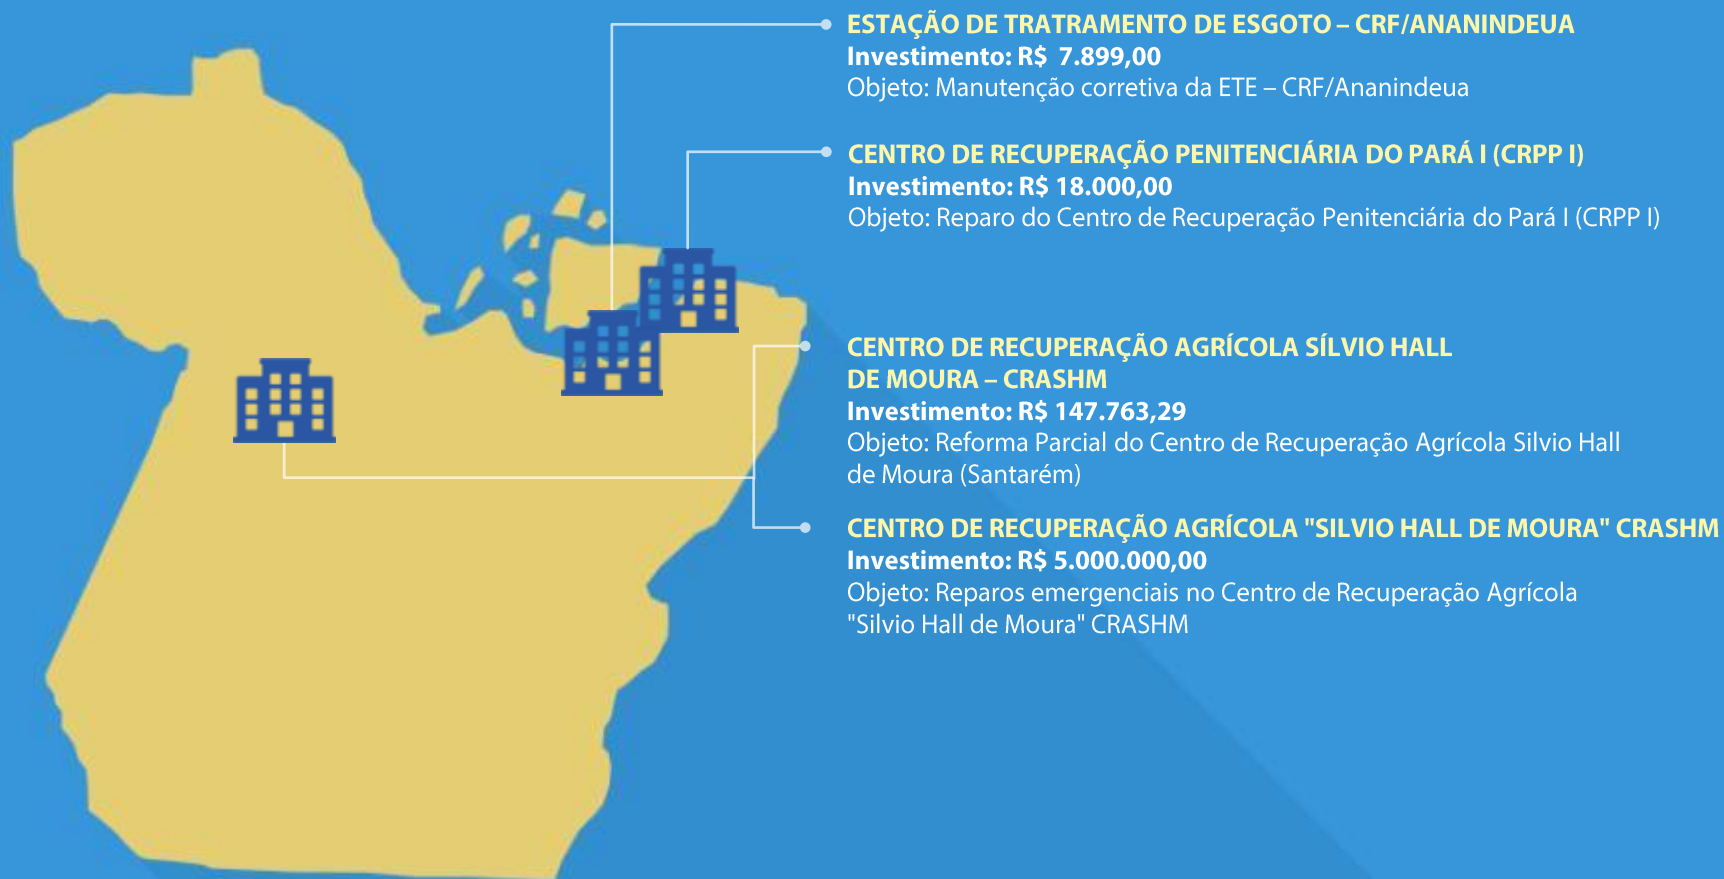 ESTAÇÃO DE TRATRAMENTO DE ESGOTO – CRF/ANANINDEUA
Investimento: R$ 7.899,00
Objeto: Manutenção corretiva da ETE – CRF/Ananindeua
CENTRO DE RECUPERAÇÃO PENITENCIÁRIA DO PARÁ I (CRPP I)
Investimento: R$ 18.000,00
Objeto: Reparo do Centro de Recuperação Penitenciária do Pará I (CRPP I)
CENTRO DE RECUPERAÇÃO AGRÍCOLA SÍLVIO HALL
DE MOURA – CRASHM
Investimento: R$ 147.763,29
Objeto: Reforma Parcial do Centro de Recuperação Agrícola Silvio Hall
de Moura (Santarém)
CENTRO DE RECUPERAÇÃO AGRÍCOLA "SILVIO HALL DE MOURA" CRASHM
Investimento: R$ 5.000.000,00
Objeto: Reparos emergenciais no Centro de Recuperação Agrícola
"Silvio Hall de Moura" CRASHM